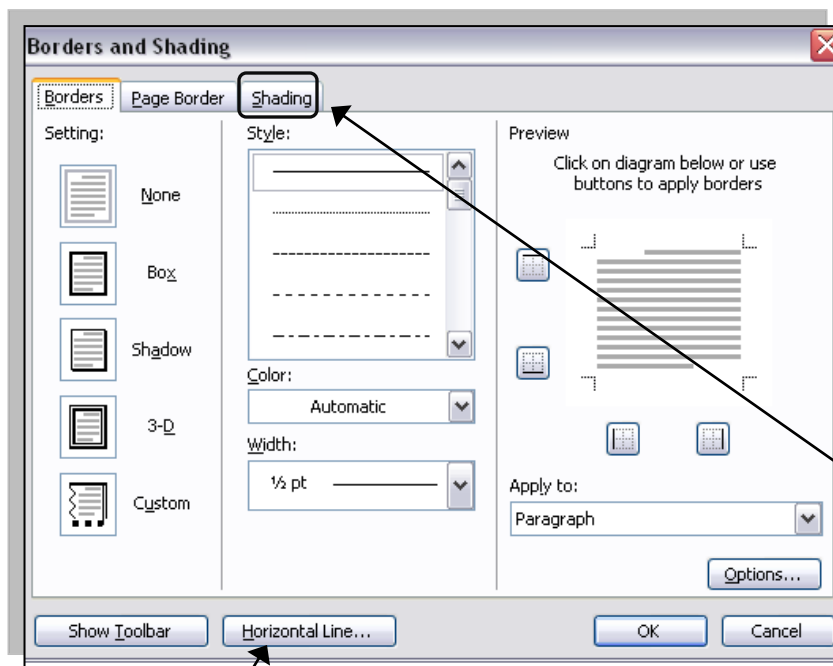 Borders and Shading
Borders Page Border Shading
Setting:
None
Box
Shadow
3-D
Custom
Style:
Color:
Automatic
Width:
½ pt
Preview
Click on diagram below or use
buttons to apply borders
Apply to:
Paragraph
Options...
Show Toolbar Horizontal Line... OK Cancel